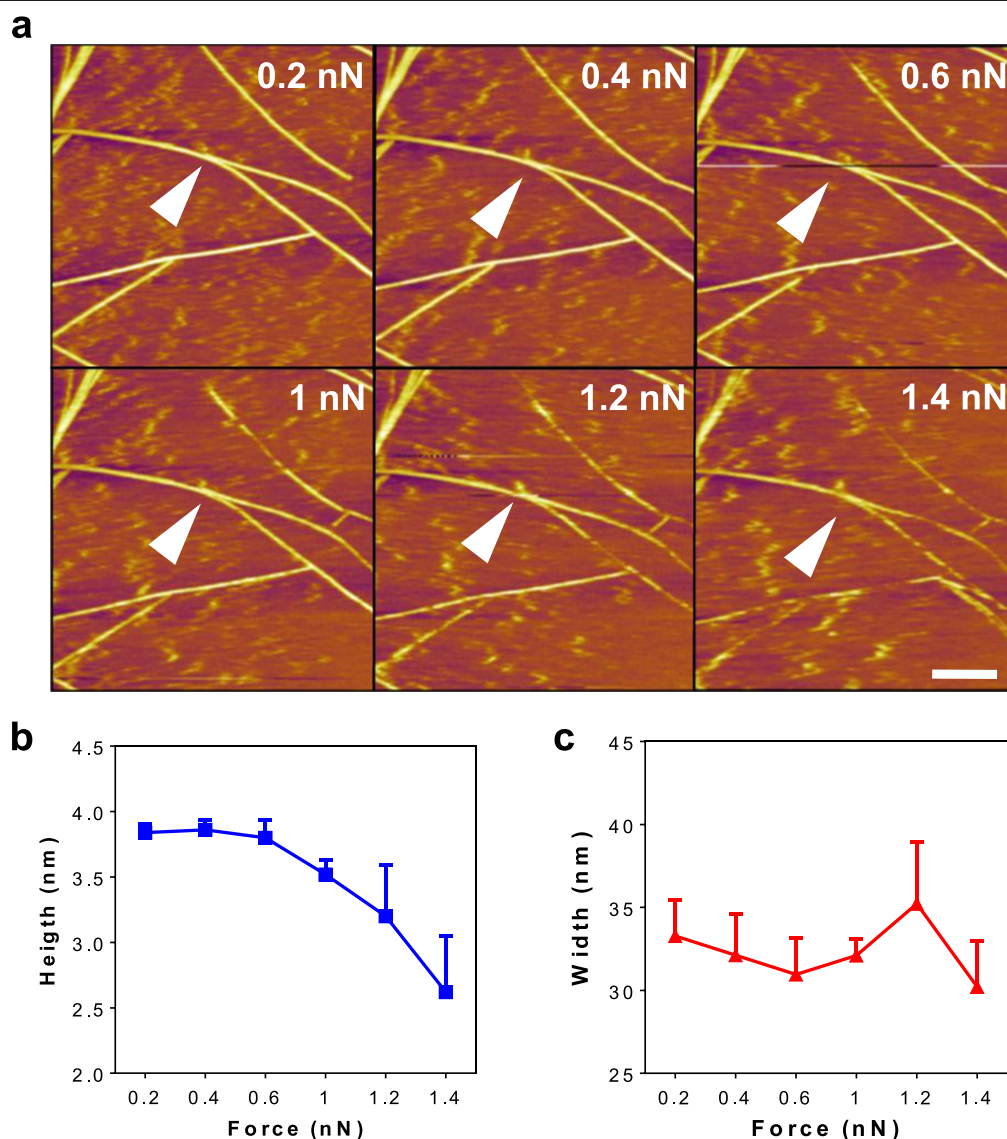 a
0.2 nN
0.4 nN
0.6 nN
1 nN
1.2 nN
1.4 nN
b
c
4.5
4.0
3.5
3.0
2.5
2.0
Heigth (nm)
0.2 0.4 0.6 1 1.2 1.4
Force (nN)
45
40
35
30
25
Width (nm)
0.2 0.4 0.6 1 1.2 1.4
Force (nN)